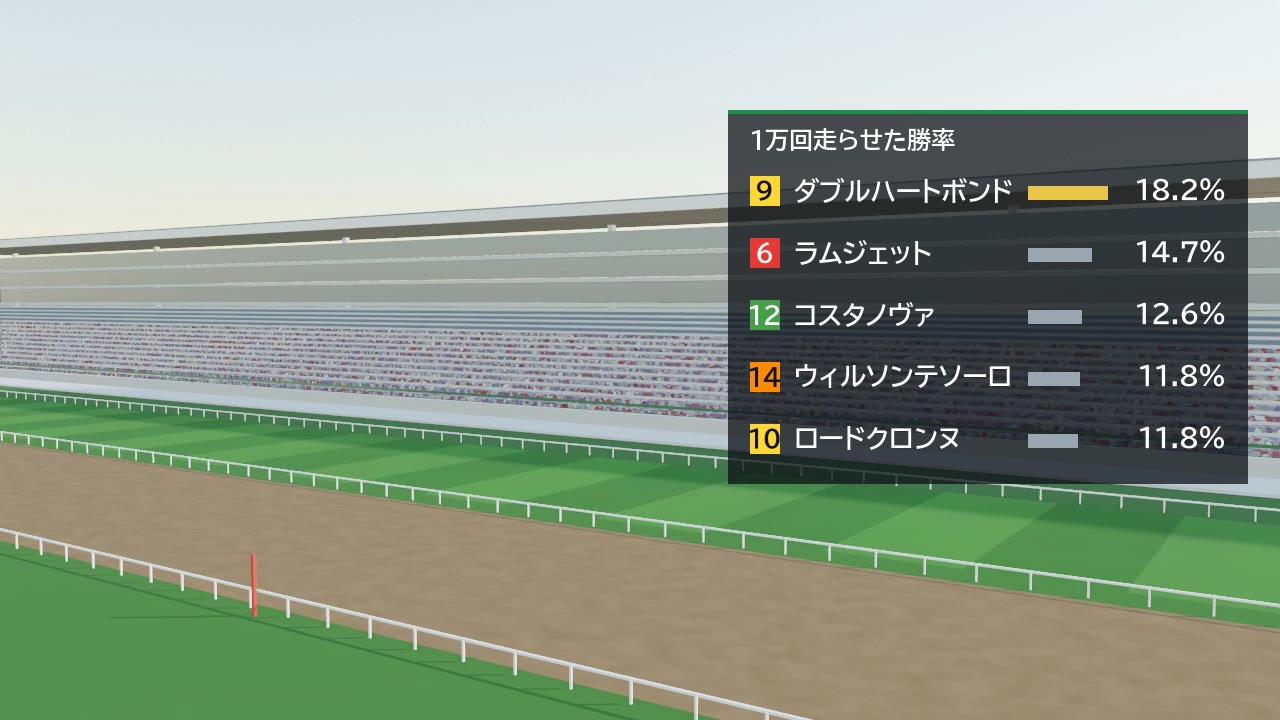 1万回走らせた勝率
9 ダブルハートボンド 18.2%
6 ラムジェット 14.7%
12 コスタノヴァ 12.6%
14 ウィルソンテソーロ 11.8%
10 ロードクロンヌ 11.8%